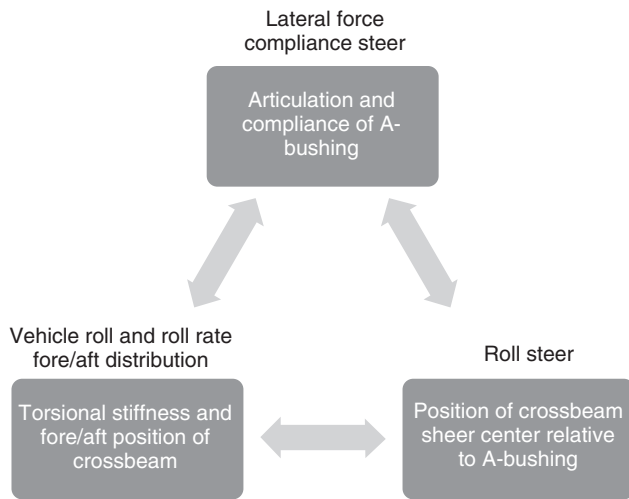 Lateral force
compliance steer
Articulation and
compliance of A-
bushing
Vehicle roll and roll rate
fore/aft distribution
Torsional stiffness and
fore/aft position of
crossbeam
Roll steer
Position of crossbeam
sheer center relative
to A-bushing